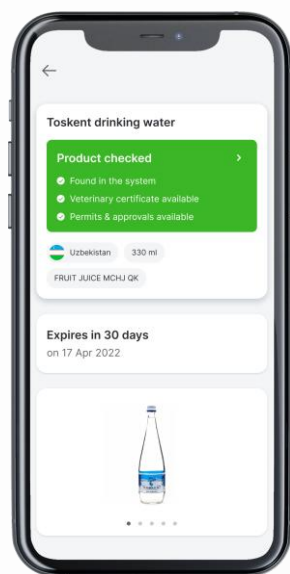 Toskent drinking water
Product checked
Found in the system
Veterinary certificate available
Permits & approvals available
Uzbekistan 330 ml
FRUIT JUICE MCHJ QK
Expires in 30 days
on 17 Apr 2022